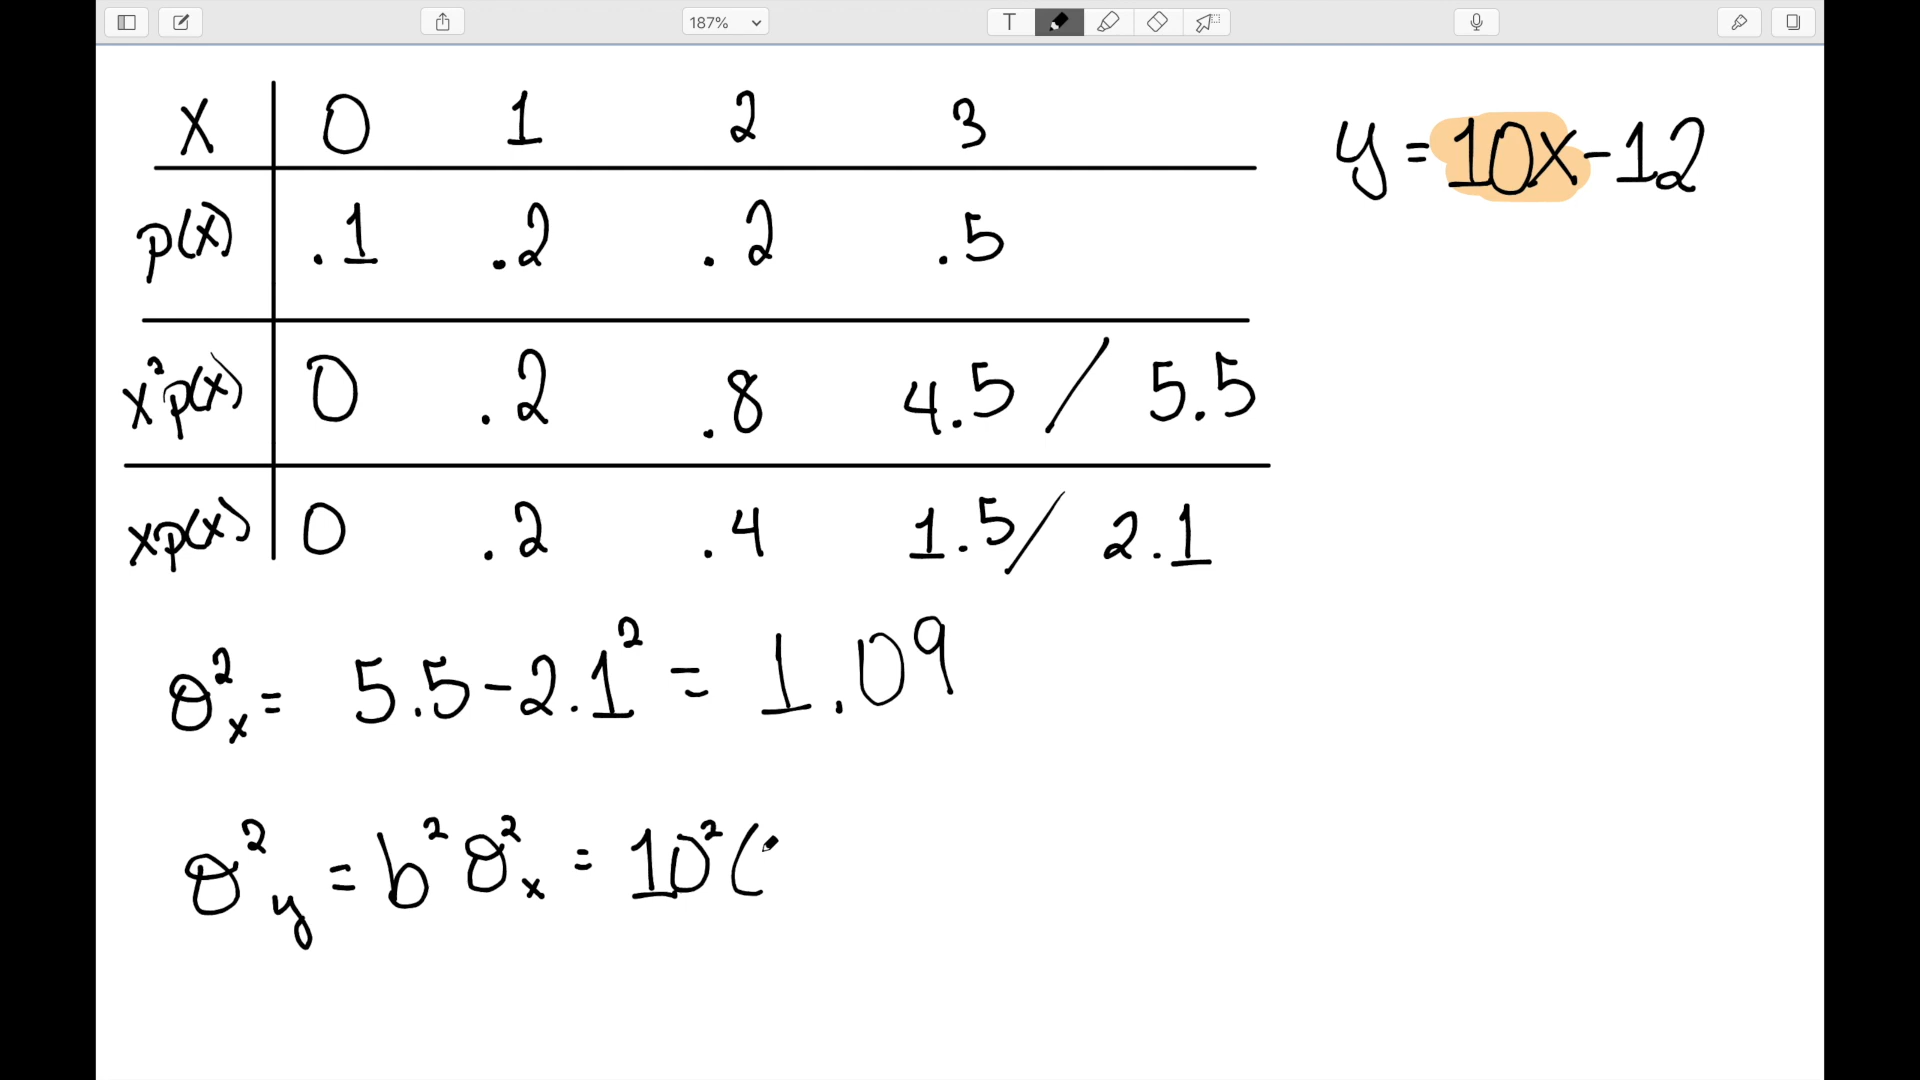 187%
T
x 0 1 2 3
y = 10x - 12
p(x) .1 .2 .2 .5
x²p(x) 0 .2 .8 4.5 / 5.5
xp(x) 0 .2 .4 1.5 / 2.1
σ²x = 5.5 - 2.1² = 1.09
σ²y = b²σ²x = 10²(